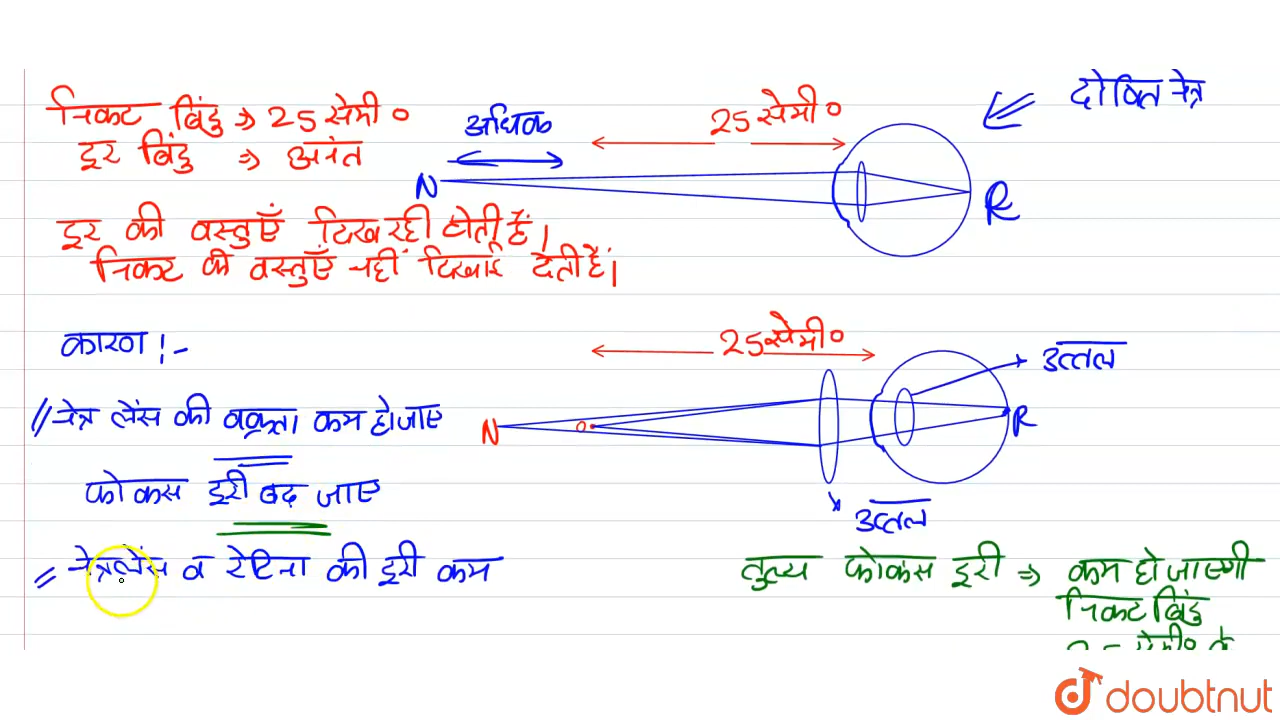 निकट बिंदु ⇒ 25 सेमी०
दूर बिंदु ⇒ अनंत
अधिक
25 सेमी०
दोषित नेत्र
N
R
दूर की वस्तुएँ दिख रही होती हैं।
निकट की वस्तुएँ नहीं दिखाई देती हैं।
कारण :-
25 सेमी०
उत्तल
// नेत्र लेंस की वक्रता कम हो जाए
N
O
R
फोकस दूरी बढ़ जाए
उत्तल
= नेत्र लेंस व रेटिना की दूरी कम
तुल्य फोकस दूरी ⇒ कम हो जाएगी
निकट बिंदु
doubtnut